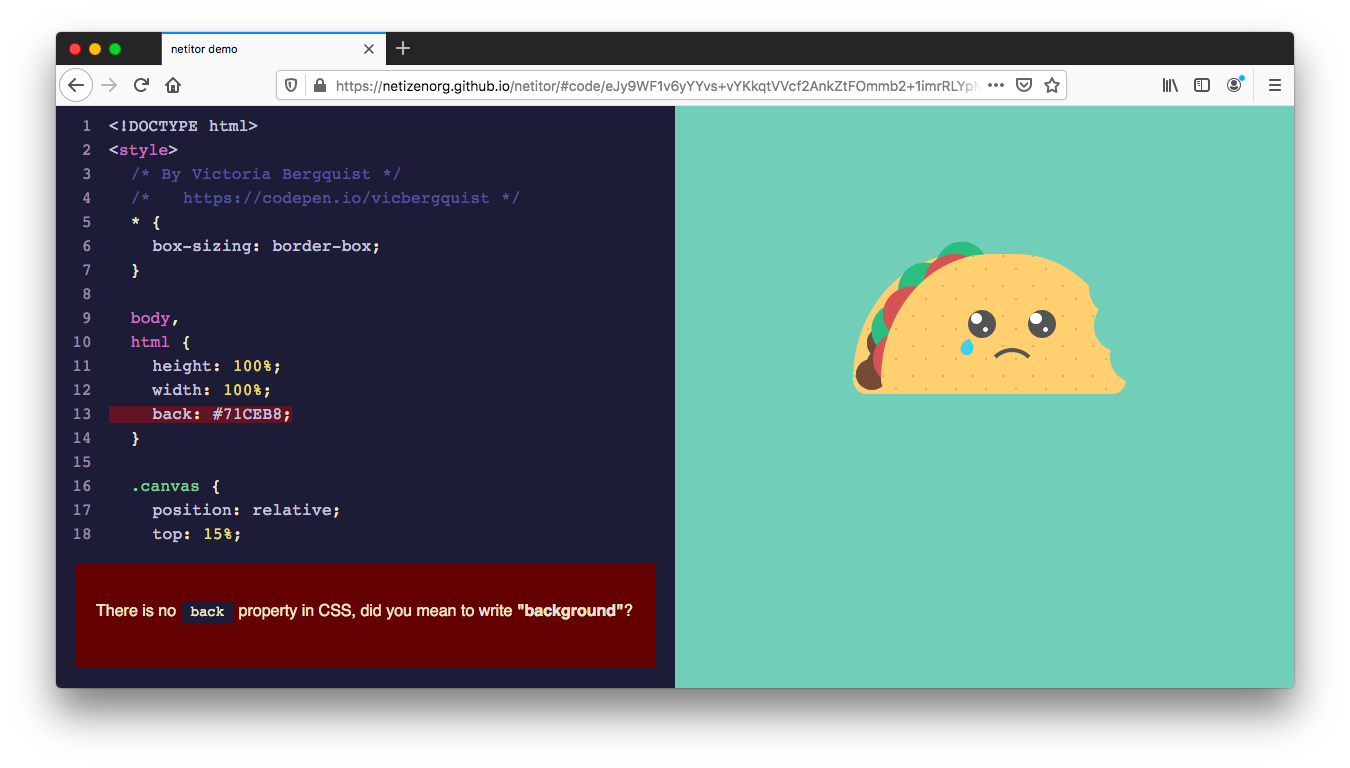 netitor demo
https://netizenorg.github.io/netitor/#code/eJy9WF1v6yYYvs+vYKkqtVVcf2AnkZtFOmmb2+1imrRLYp
1 <!DOCTYPE html>
2 <style>
3 /* By Victoria Bergquist */
4 /*   https://codepen.io/vicbergquist */
5 * {
6 box-sizing: border-box;
7 }
8
9 body,
10 html {
11 height: 100%;
12 width: 100%;
13 back: #71CEB8;
14 }
15
16 .canvas {
17 position: relative;
18 top: 15%;
There is no back property in CSS, did you mean to write "background"?